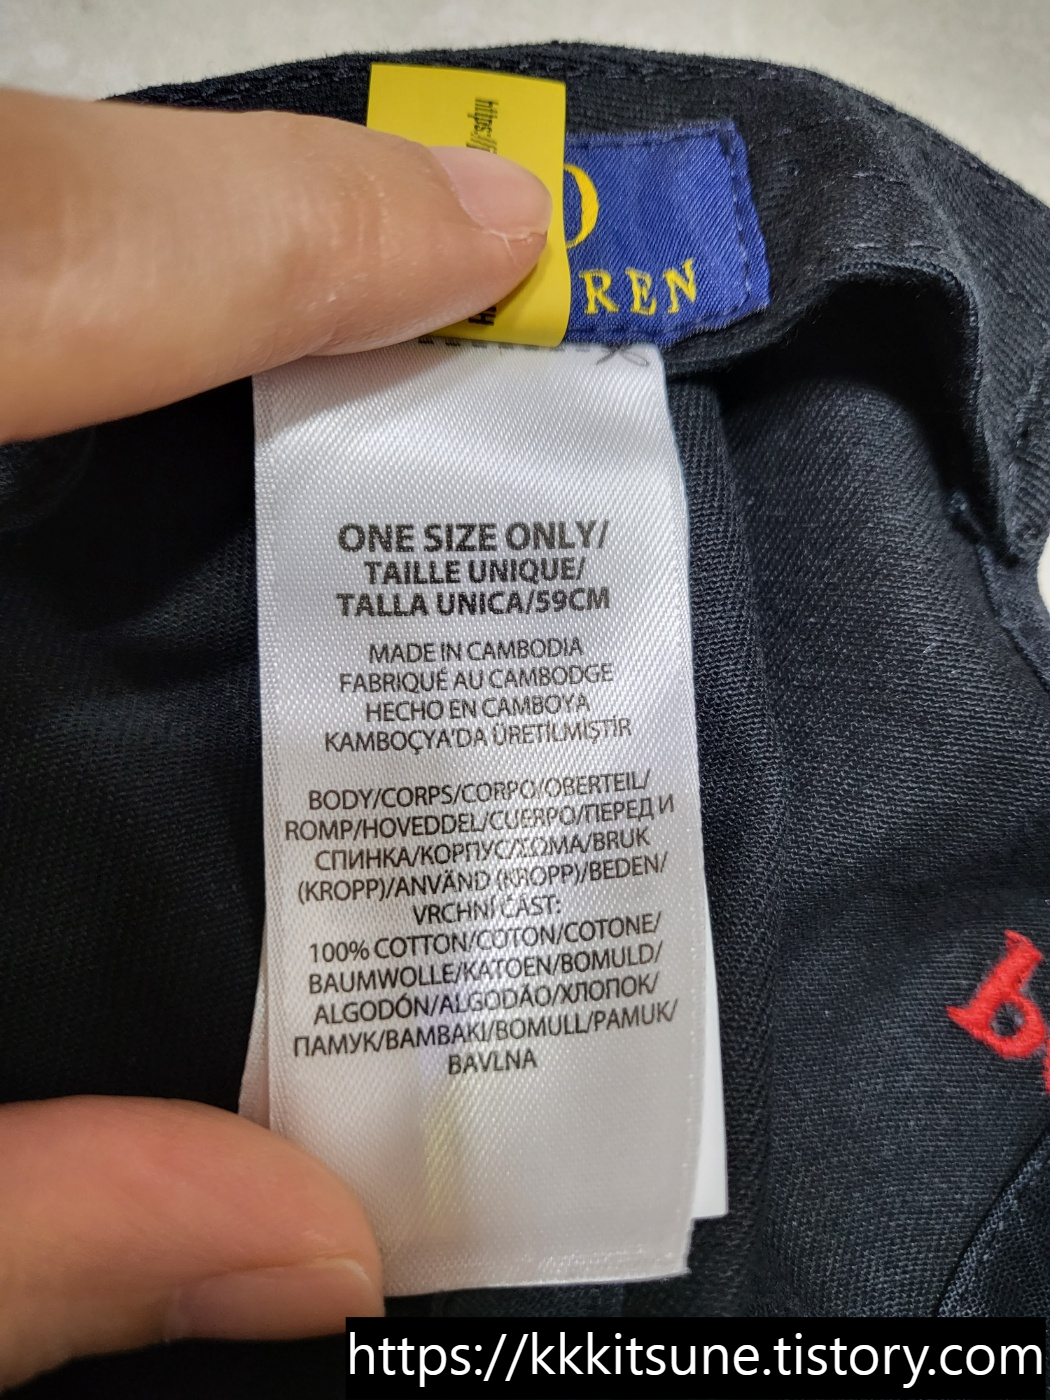 https://
REN
ONE SIZE ONLY/
TAILLE UNIQUE/
TALLA UNICA/59CM
MADE IN CAMBODIA
FABRIQUÉ AU CAMBODGE
HECHO EN CAMBOYA
KAMBOÇYA'DA ÜRETİLMİŞTİR
BODY/CORPS/CORPO/OBERTEIL/
ROMP/HOVEDDEL/CUERPO/ПЕРЕД И
СПИНКА/КОРПУС/ΣΩMA/BRUK
(KROPP)/ANVÄND (KROPP)/BEDEN/
VRCHNÍ ČÁST:
100% COTTON/COTON/COTONE/
BAUMWOLLE/KATOEN/BOMULD/
ALGODÓN/ALGODÃO/ХЛОПОК/
ПАМУК/BAMBAKI/BOMULL/PAMUK/
BAVLNA
https://kkkitsune.tistory.com